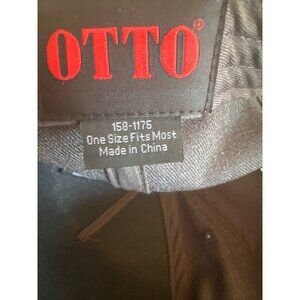 OTTO®
158-1175
One Size Fits Most
Made in China